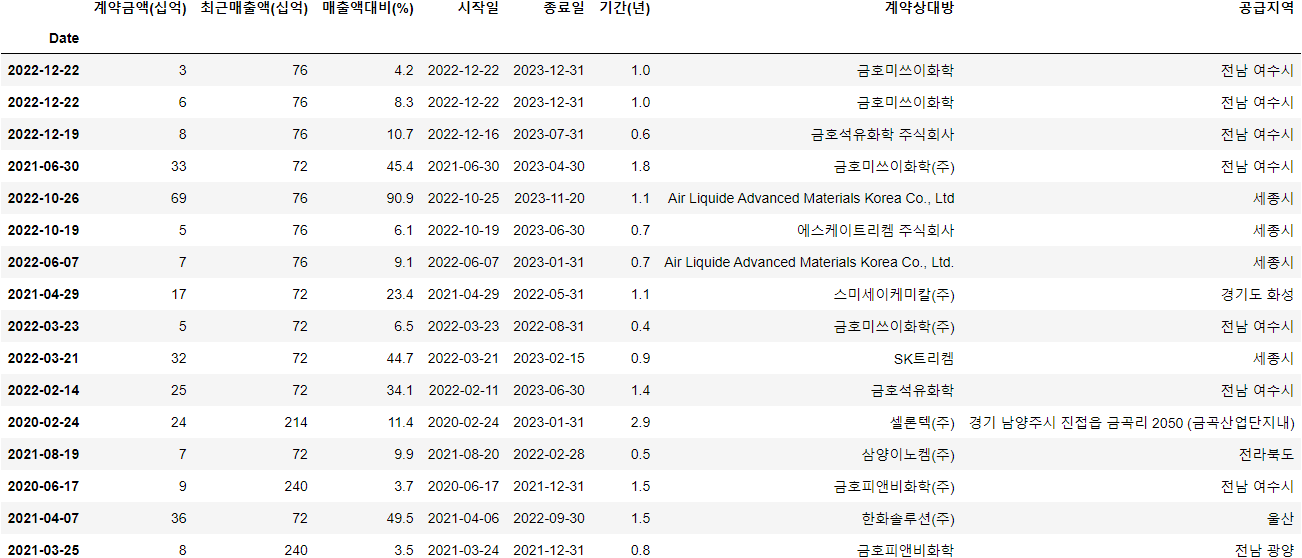 계약금액(십억) 최근매출액(십억) 매출액대비(%) 시작일 종료일 기간(년) 계약상대방 공급지역
Date
2022-12-22 3 76 4.2 2022-12-22 2023-12-31 1.0 금호미쓰이화학 전남 여수시
2022-12-22 6 76 8.3 2022-12-22 2023-12-31 1.0 금호미쓰이화학 전남 여수시
2022-12-19 8 76 10.7 2022-12-16 2023-07-31 0.6 금호석유화학 주식회사 전남 여수시
2021-06-30 33 72 45.4 2021-06-30 2023-04-30 1.8 금호미쓰이화학(주) 전남 여수시
2022-10-26 69 76 90.9 2022-10-25 2023-11-20 1.1 Air Liquide Advanced Materials Korea Co., Ltd 세종시
2022-10-19 5 76 6.1 2022-10-19 2023-06-30 0.7 에스케이트리켐 주식회사 세종시
2022-06-07 7 76 9.1 2022-06-07 2023-01-31 0.7 Air Liquide Advanced Materials Korea Co., Ltd. 세종시
2021-04-29 17 72 23.4 2021-04-29 2022-05-31 1.1 스미세이케미칼(주) 경기도 화성
2022-03-23 5 72 6.5 2022-03-23 2022-08-31 0.4 금호미쓰이화학(주) 전남 여수시
2022-03-21 32 72 44.7 2022-03-21 2023-02-15 0.9 SK트리켐 세종시
2022-02-14 25 72 34.1 2022-02-11 2023-06-30 1.4 금호석유화학 전남 여수시
2020-02-24 24 214 11.4 2020-02-24 2023-01-31 2.9 셀론텍(주) 경기 남양주시 진접읍 금곡리 2050 (금곡산업단지내)
2021-08-19 7 72 9.9 2021-08-20 2022-02-28 0.5 삼양이노켐(주) 전라북도
2020-06-17 9 240 3.7 2020-06-17 2021-12-31 1.5 금호피앤비화학(주) 전남 여수시
2021-04-07 36 72 49.5 2021-04-06 2022-09-30 1.5 한화솔루션(주) 울산
2021-03-25 8 240 3.5 2021-03-24 2021-12-31 0.8 금호피앤비화학 전남 광양